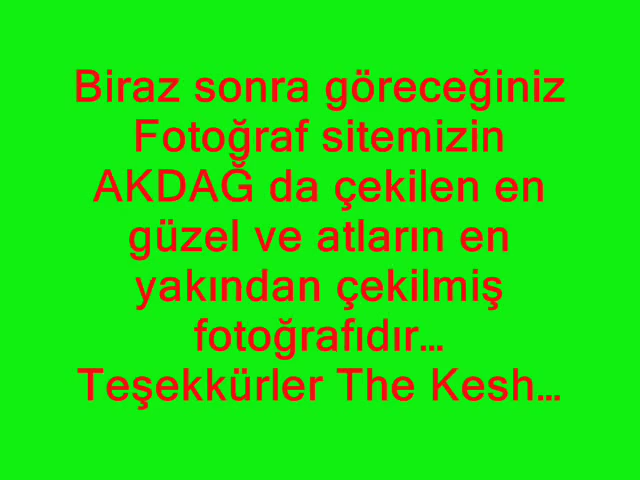 Biraz sonra göreceğiniz
Fotoğraf sitemizin
AKDAĞ da çekilen en
güzel ve atların en
yakından çekilmiş
fotoğrafıdır...
Teşekkürler The Kesh...